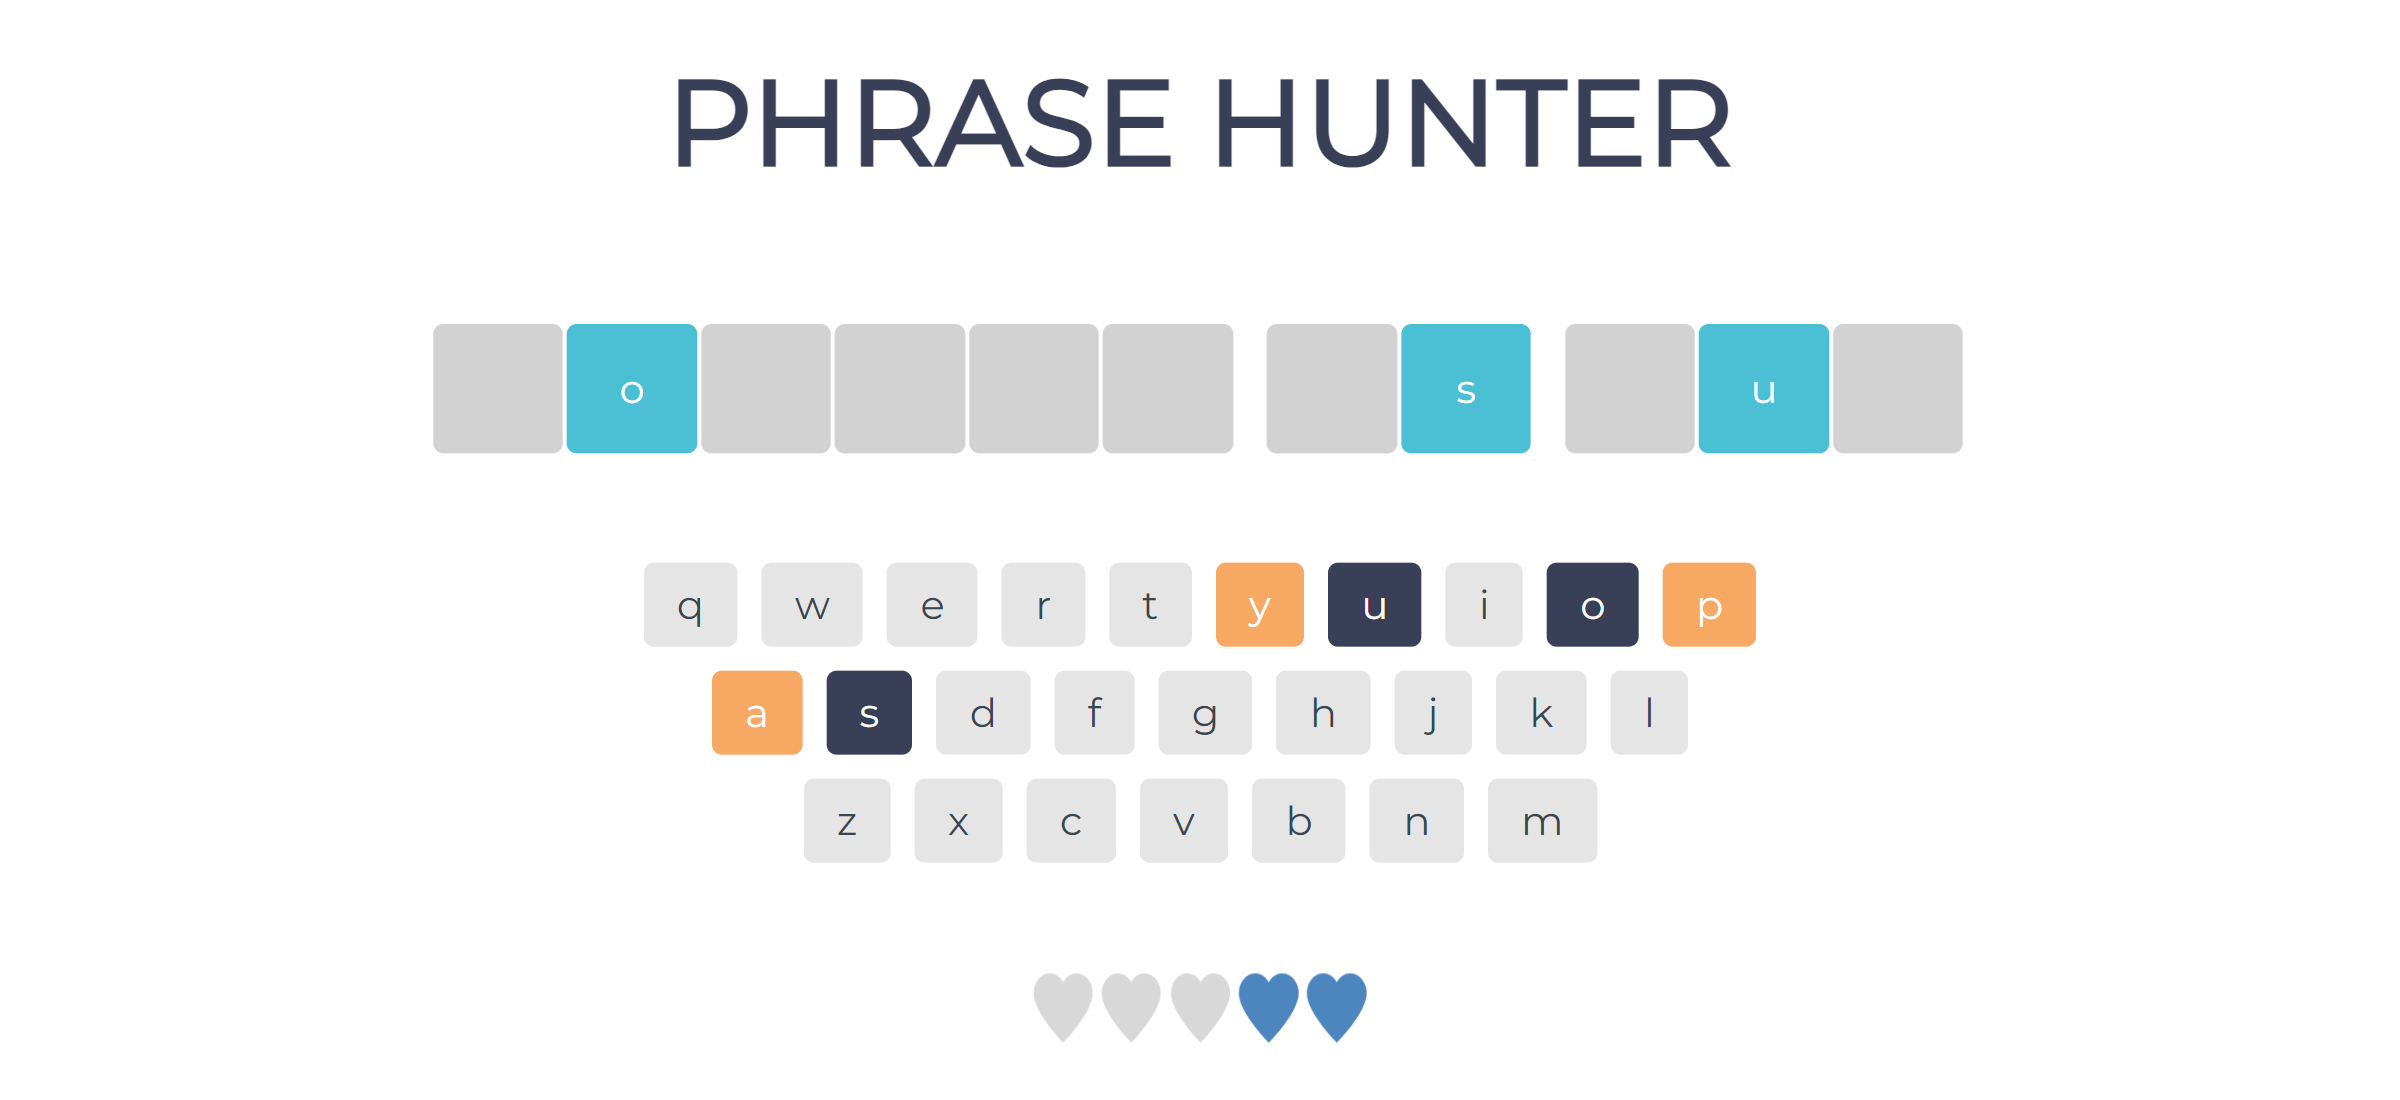 PHRASE HUNTER
o s u
q w e r t y u i o p
a s d f g h j k l
z x c v b n m